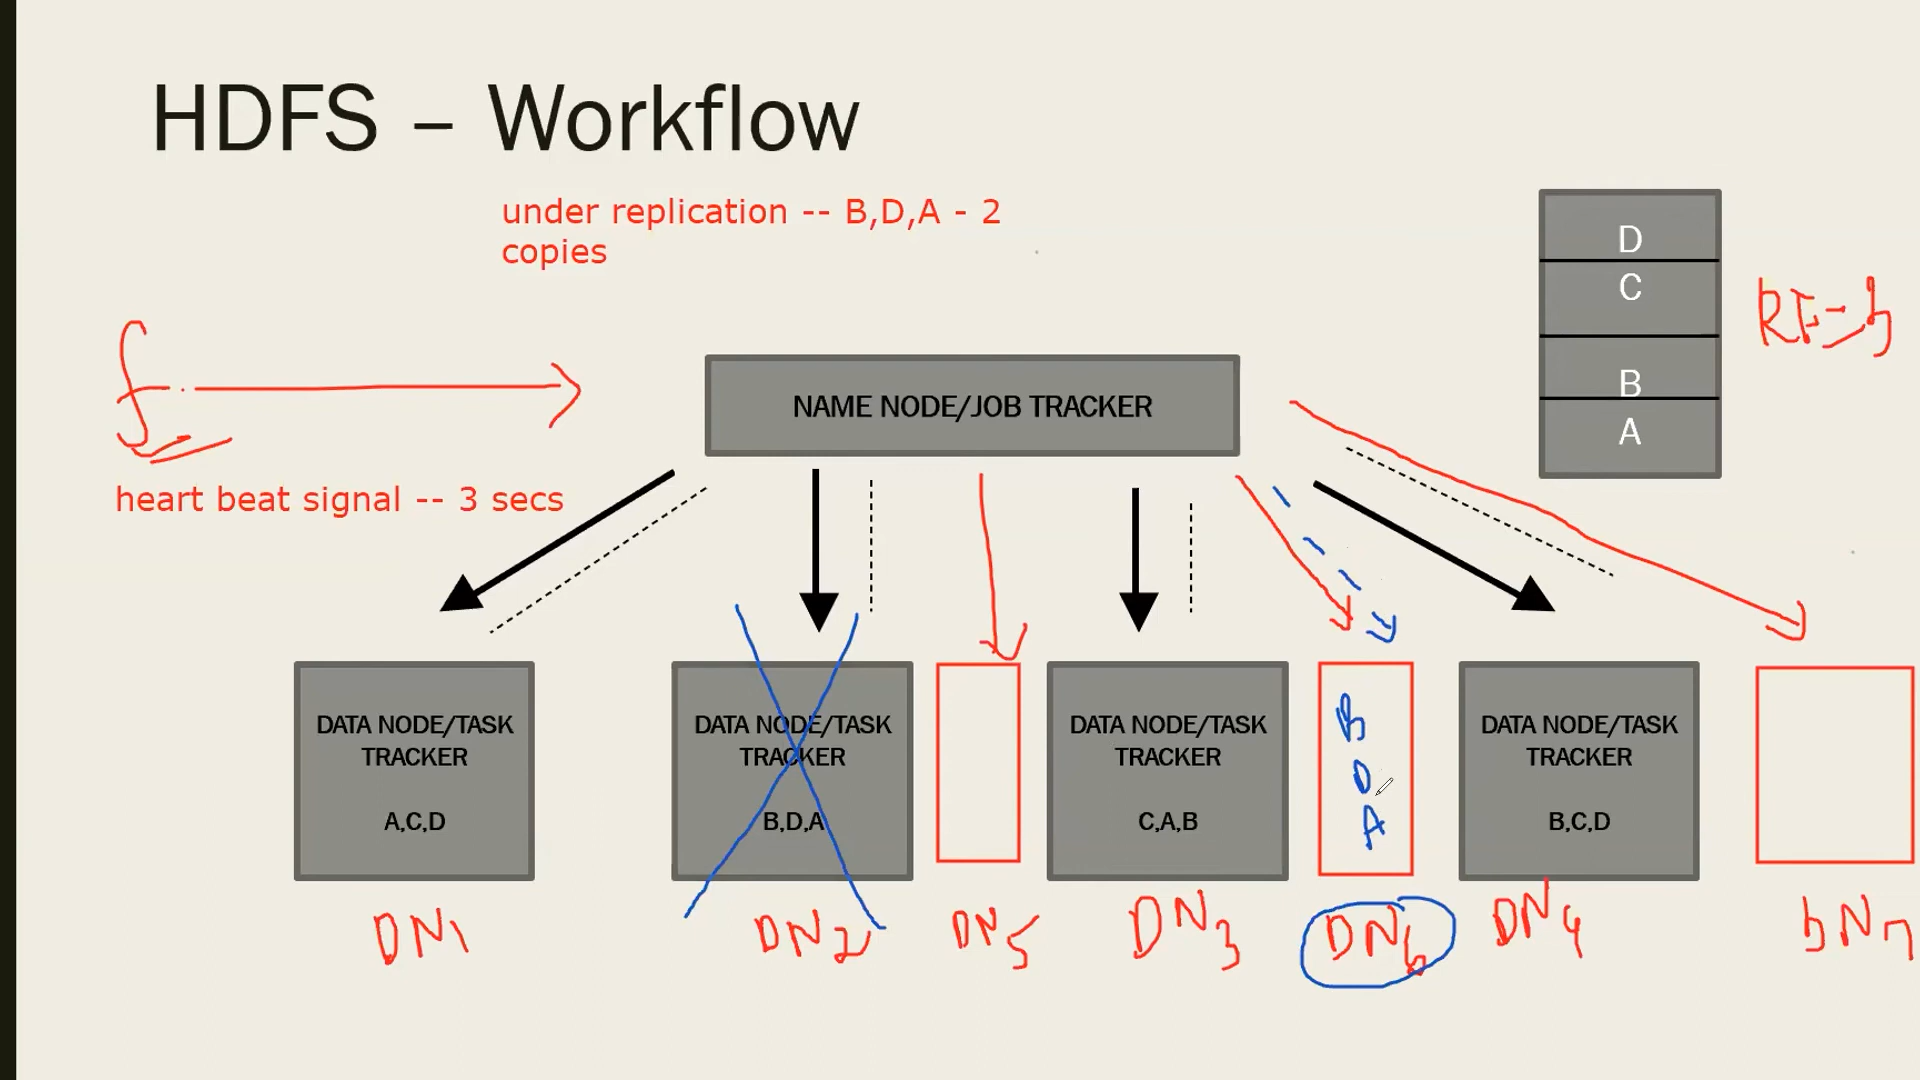 HDFS – Workflow
under replication -- B,D,A - 2
copies
D
C
B
A
RF-3
NAME NODE/JOB TRACKER
heart beat signal -- 3 secs
DATA NODE/TASK
TRACKER
A,C,D
DATA NODE/TASK
TRACKER
B,D,A
DATA NODE/TASK
TRACKER
C,A,B
B
D
A
DATA NODE/TASK
TRACKER
B,C,D
DN1
DN2
DN5
DN3
DN6
DN4
DN7